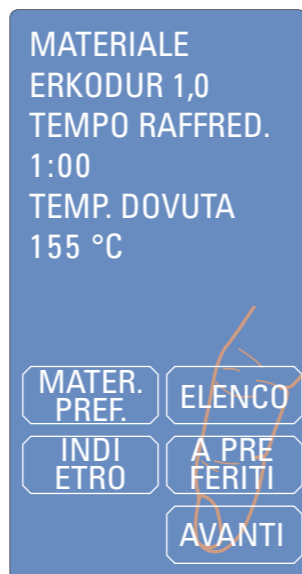 MATERIALE
ERKODUR 1,0
TEMPO RAFFRED.
1:00
TEMP. DOVUTA
155 °C
MATER.
PREF.
ELENCO
INDI
ETRO
A PRE
FERITI
AVANTI